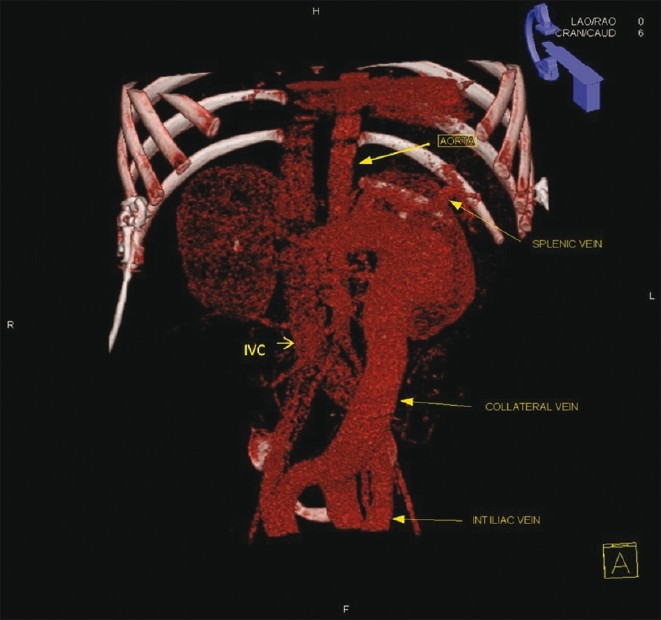 H
LAO/RAO 0
CRAN/CAUD 6
AORTA
SPLENIC VEIN
R
L
IVC
COLLATERAL VEIN
INT ILIAC VEIN
A
F